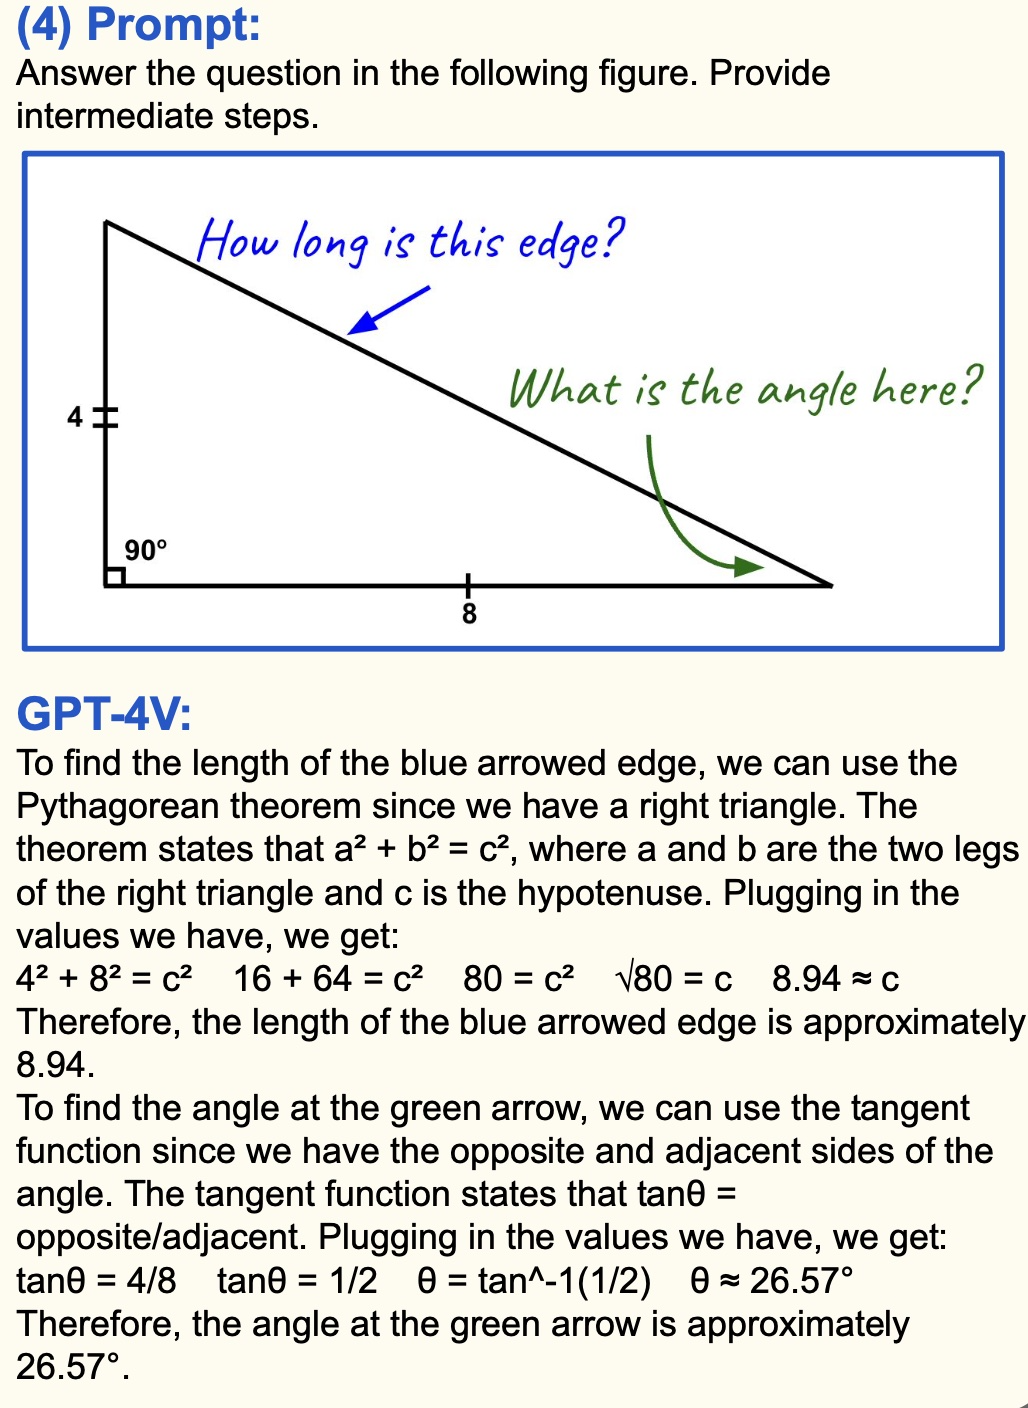 (4) Prompt:
Answer the question in the following figure. Provide
intermediate steps.
How long is this edge?
What is the angle here?
4
90°
8
GPT-4V:
To find the length of the blue arrowed edge, we can use the
Pythagorean theorem since we have a right triangle. The
theorem states that a² + b² = c², where a and b are the two legs
of the right triangle and c is the hypotenuse. Plugging in the
values we have, we get:
4² + 8² = c²    16 + 64 = c²    80 = c²    √80 = c    8.94 ≈ c
Therefore, the length of the blue arrowed edge is approximately
8.94.
To find the angle at the green arrow, we can use the tangent
function since we have the opposite and adjacent sides of the
angle. The tangent function states that tanθ =
opposite/adjacent. Plugging in the values we have, we get:
tanθ = 4/8    tanθ = 1/2    θ = tan^-1(1/2)    θ ≈ 26.57°
Therefore, the angle at the green arrow is approximately
26.57°.